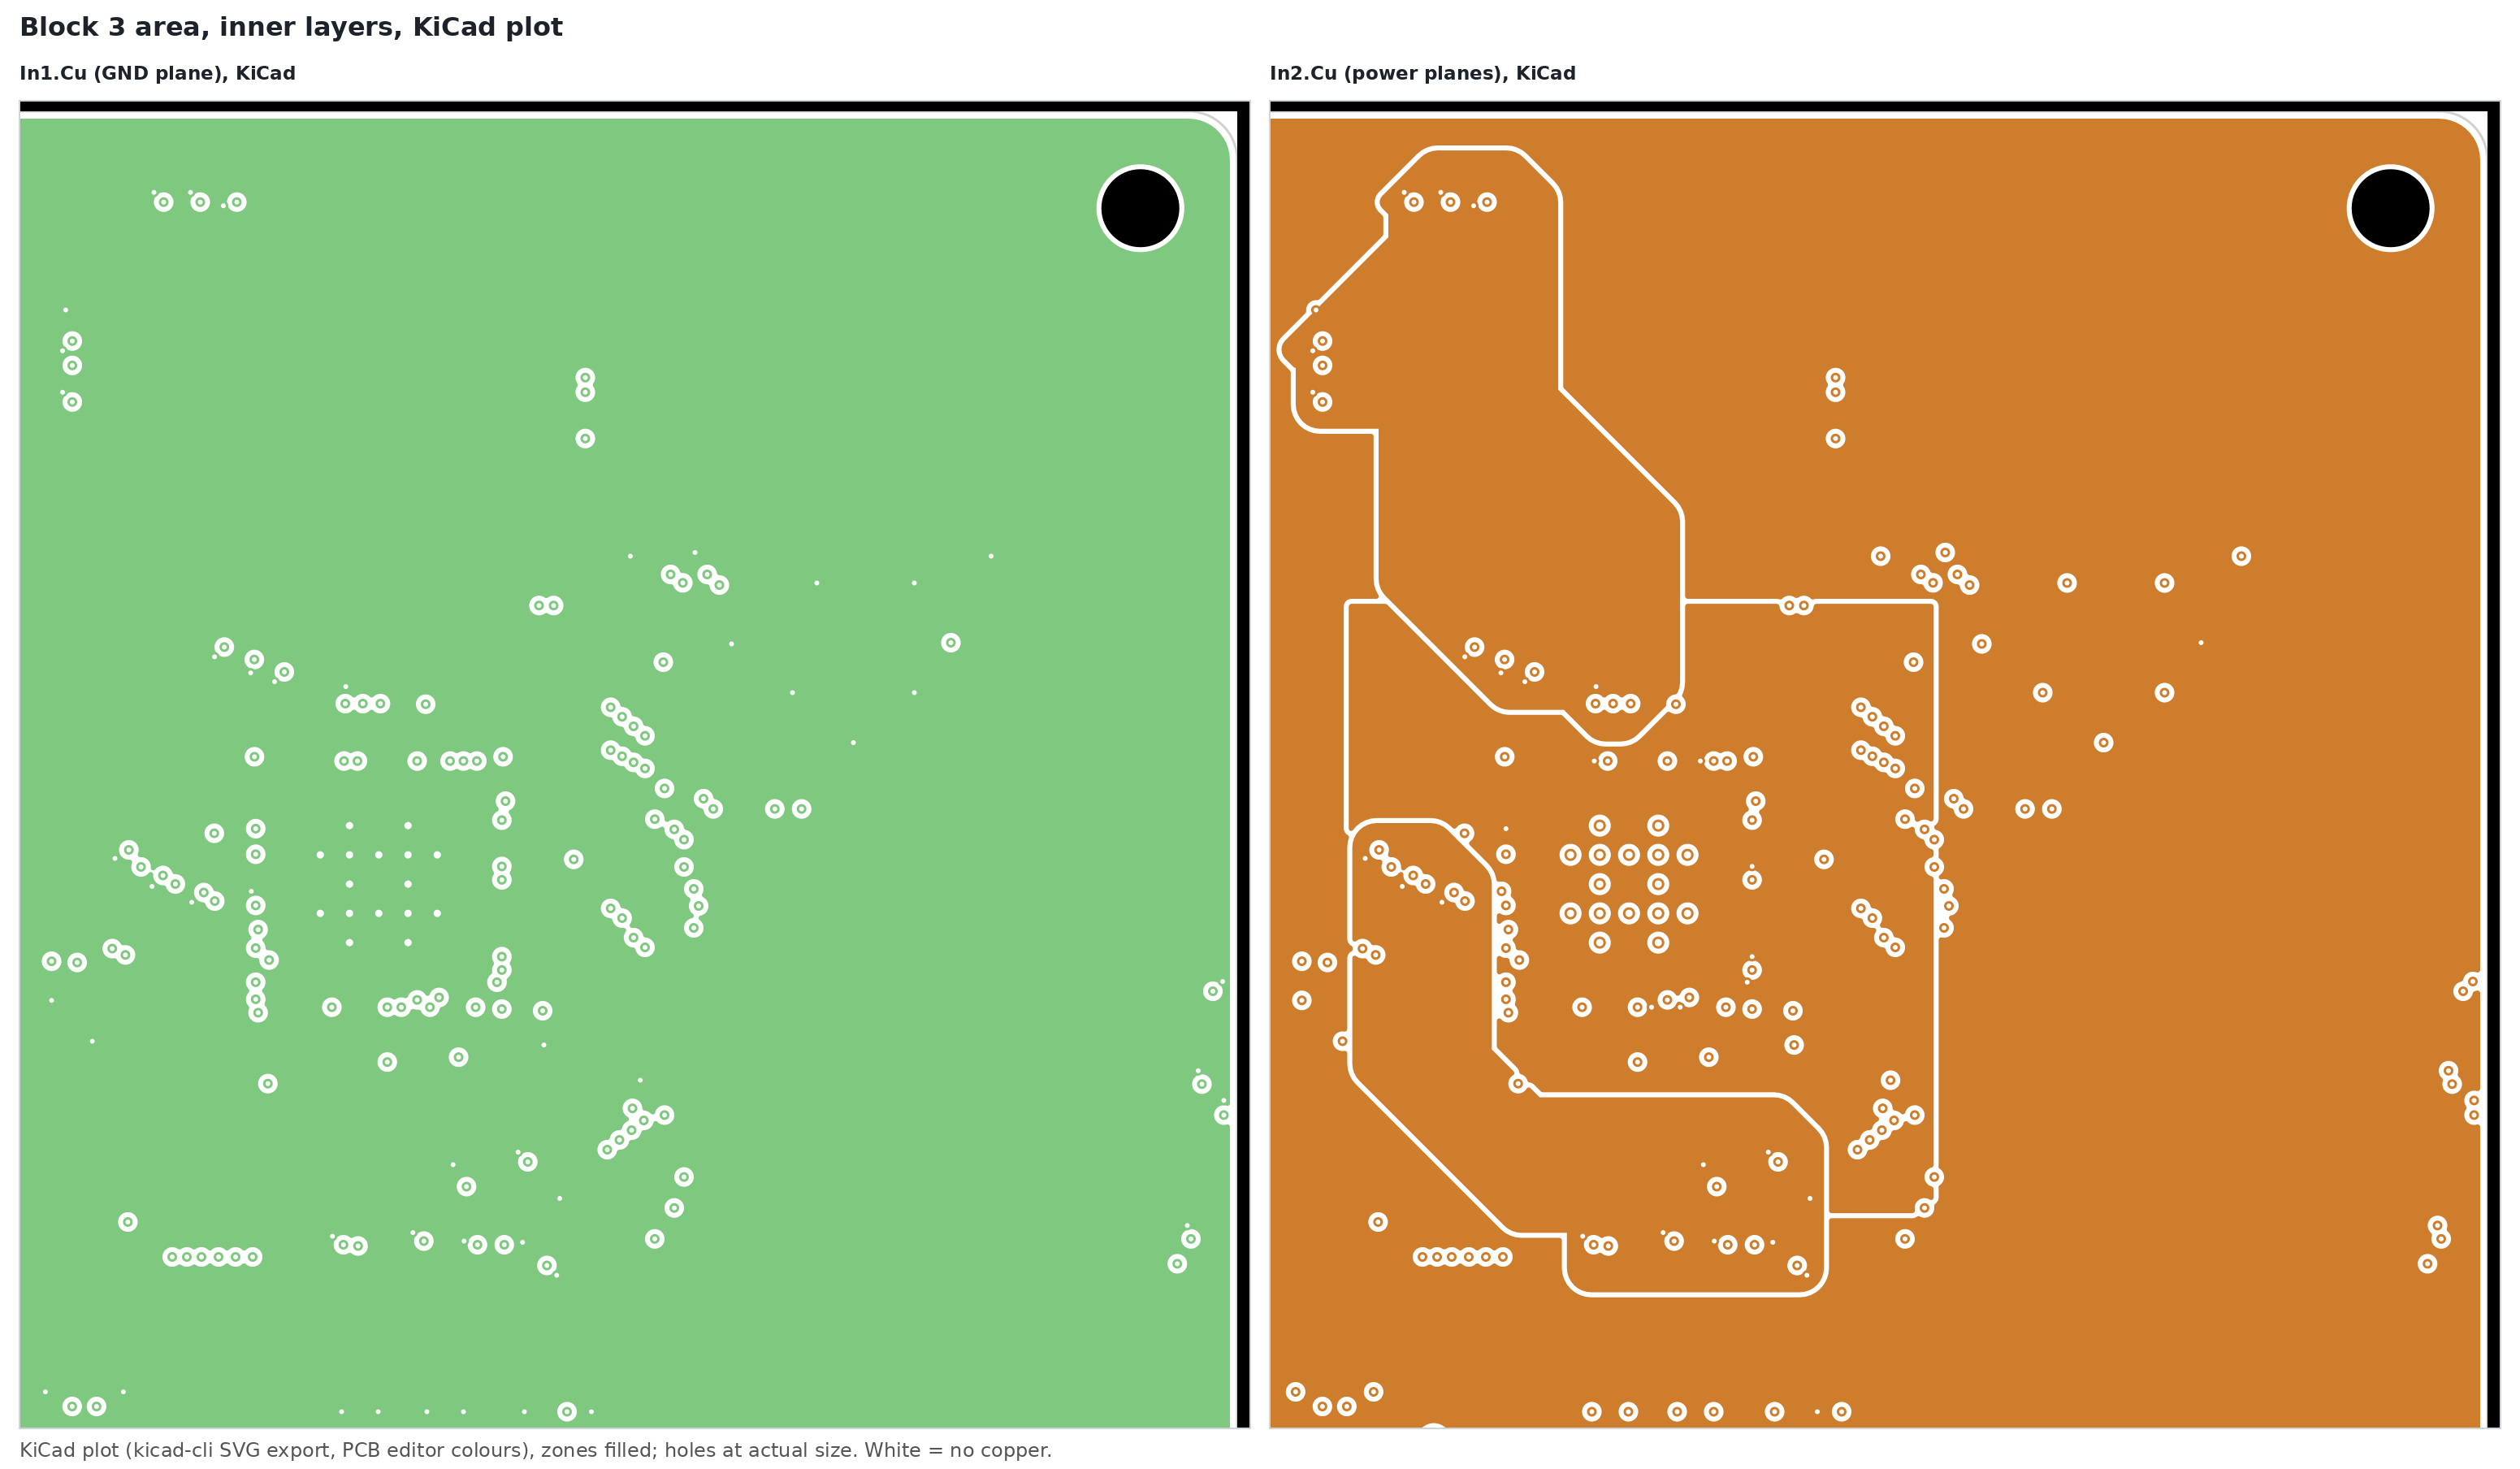 Block 3 area, inner layers, KiCad plot
In1.Cu (GND plane), KiCad
In2.Cu (power planes), KiCad
KiCad plot (kicad-cli SVG export, PCB editor colours), zones filled; holes at actual size. White = no copper.